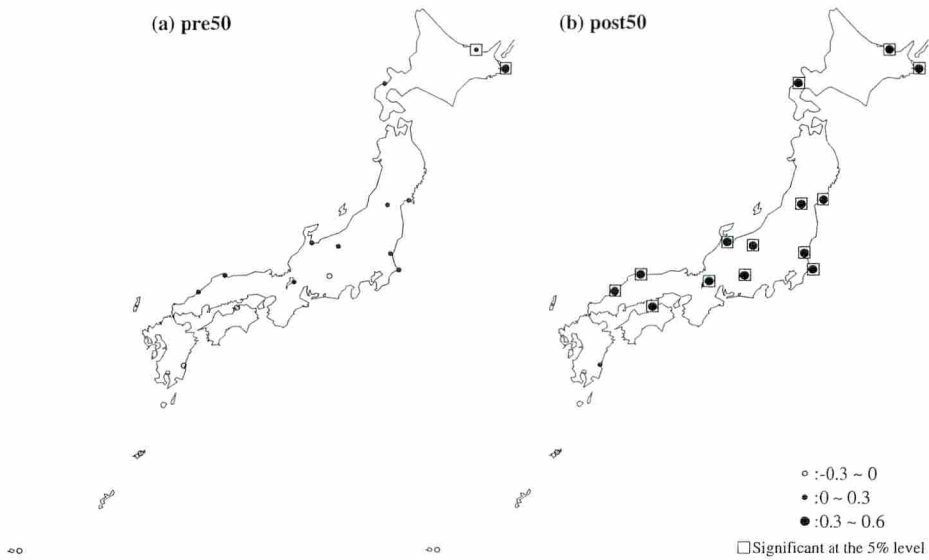 (a) pre50
(b) post50
:-0.3 ~ 0
:0 ~ 0.3
:0.3 ~ 0.6
Significant at the 5% level